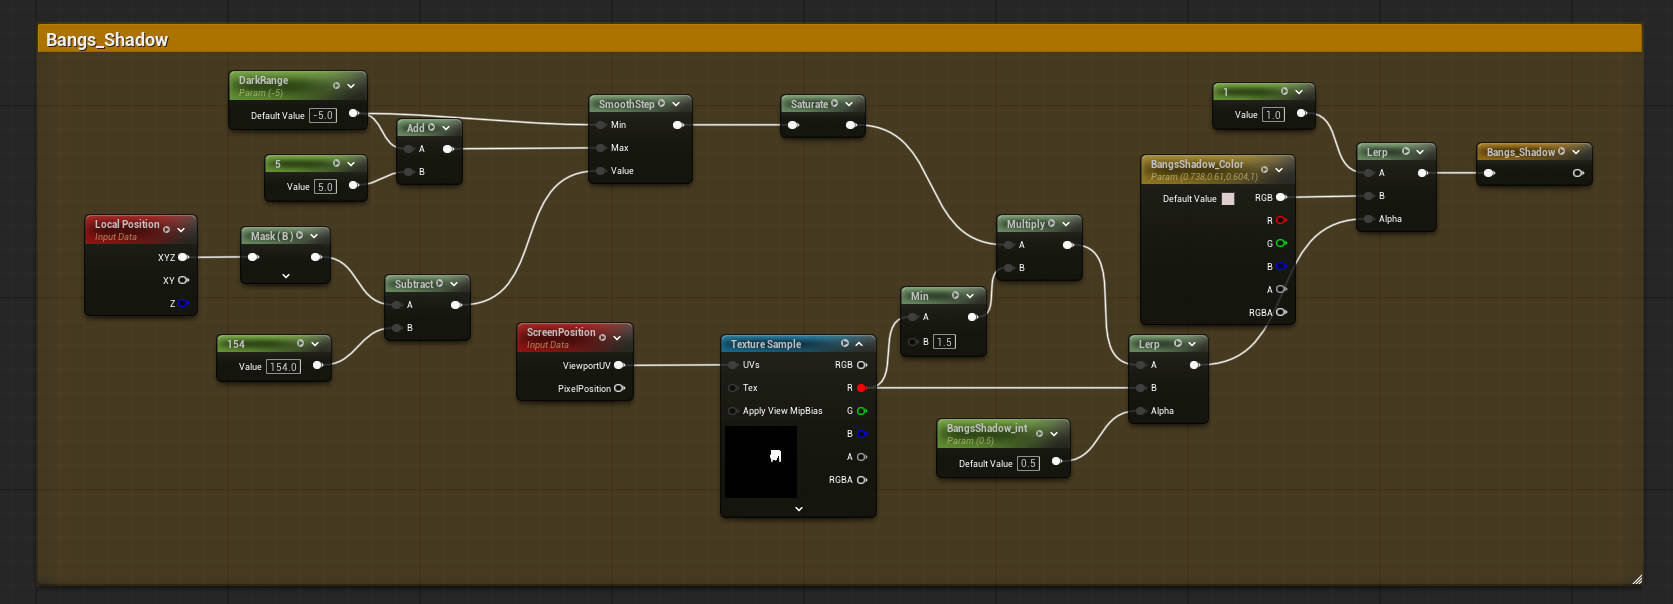 Bangs_Shadow
DarkRange
Param (-5)
Default Value -5.0
5
Value 5.0
Add
A
B
SmoothStep
Min
Max
Value
Saturate
Local Position
Input Data
XYZ
XY
Z
Mask ( B )
154
Value 154.0
Subtract
A
B
ScreenPosition
Input Data
ViewportUV
PixelPosition
Texture Sample
UVs RGB
Tex R
Apply View MipBias G
B
A
RGBA
Min
A
B 1.5
Multiply
A
B
BangsShadow_int
Param (0.5)
Default Value 0.5
Lerp
A
B
Alpha
BangsShadow_Color
Param (0.738,0.61,0.604,1)
Default Value RGB
R
G
B
A
RGBA
1
Value 1.0
Lerp
A
B
Alpha
Bangs_Shadow